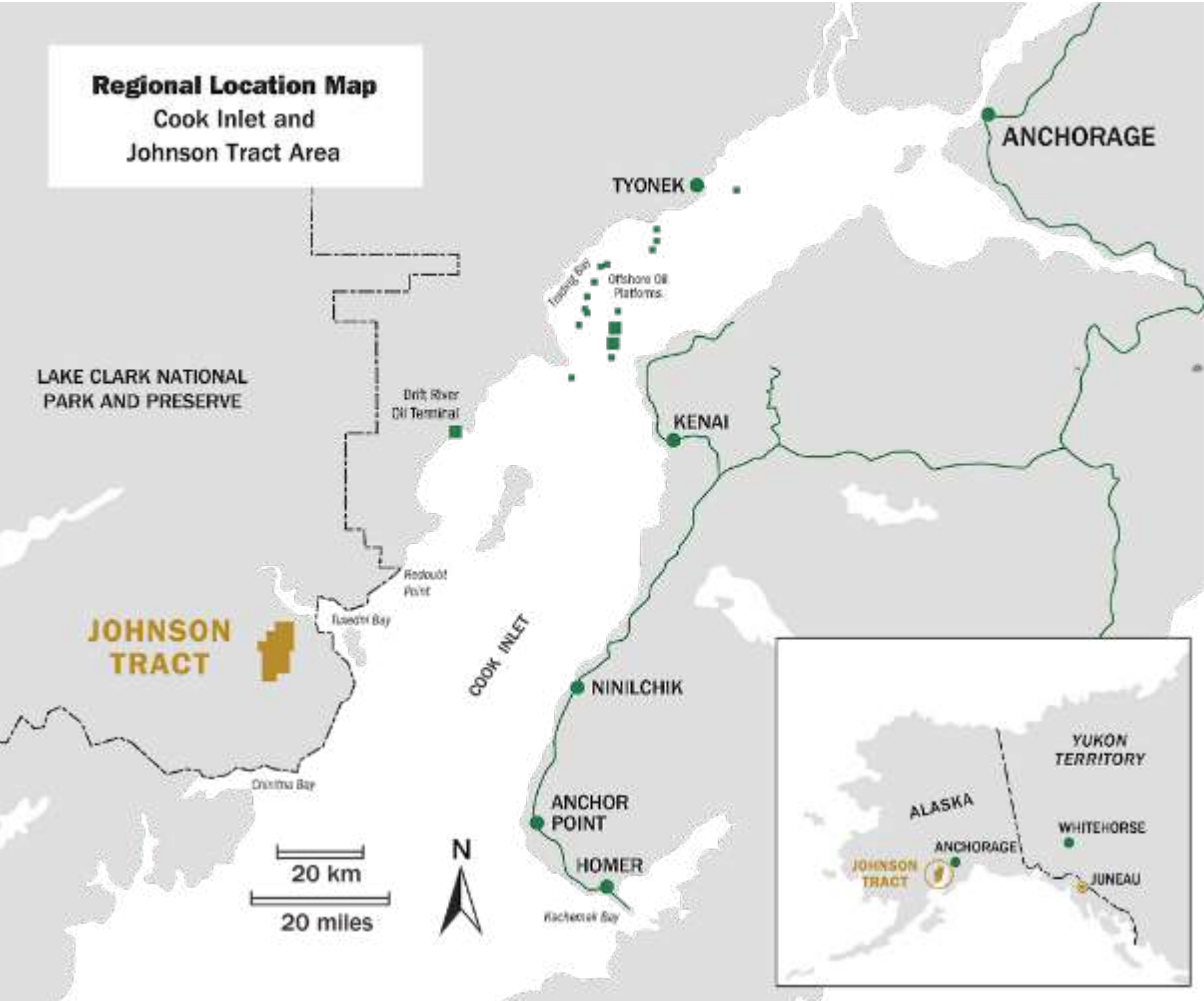 Regional Location Map
Cook Inlet and
Johnson Tract Area
ANCHORAGE
TYONEK
Trading Bay
Offshore Oil
Platforms
LAKE CLARK NATIONAL
PARK AND PRESERVE
Drift River
Oil Terminal
KENAI
Redoubt
Point
Tuxedni Bay
JOHNSON
TRACT
COOK INLET
NINILCHIK
Chinitna Bay
ANCHOR
POINT
HOMER
Kachemak Bay
20 km
20 miles
N
YUKON
TERRITORY
ALASKA
WHITEHORSE
ANCHORAGE
JOHNSON
TRACT
JUNEAU